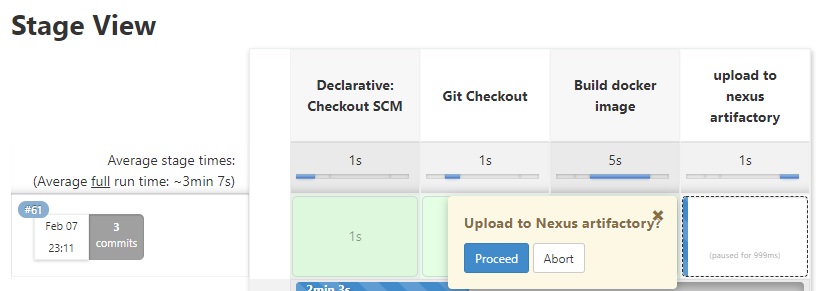 Stage View
Declarative:
Checkout SCM
Git Checkout
Build docker
image
upload to
nexus
artifactory
Average stage times:
(Average full run time: ~3min 7s)
1s
1s
5s
1s
#61
Feb 07
23:11
3
commits
1s
Upload to Nexus artifactory?
Proceed
Abort
(paused for 999ms)
2min 3s